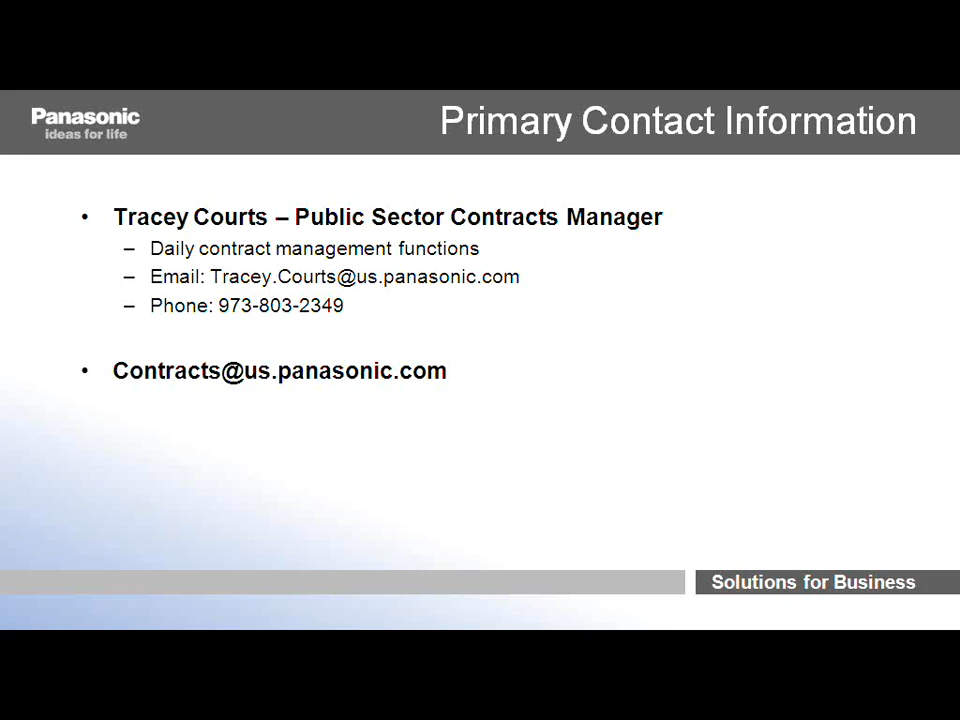 Panasonic
ideas for life
Primary Contact Information
• Tracey Courts – Public Sector Contracts Manager
– Daily contract management functions
– Email: Tracey.Courts@us.panasonic.com
– Phone: 973-803-2349
• Contracts@us.panasonic.com
Solutions for Business